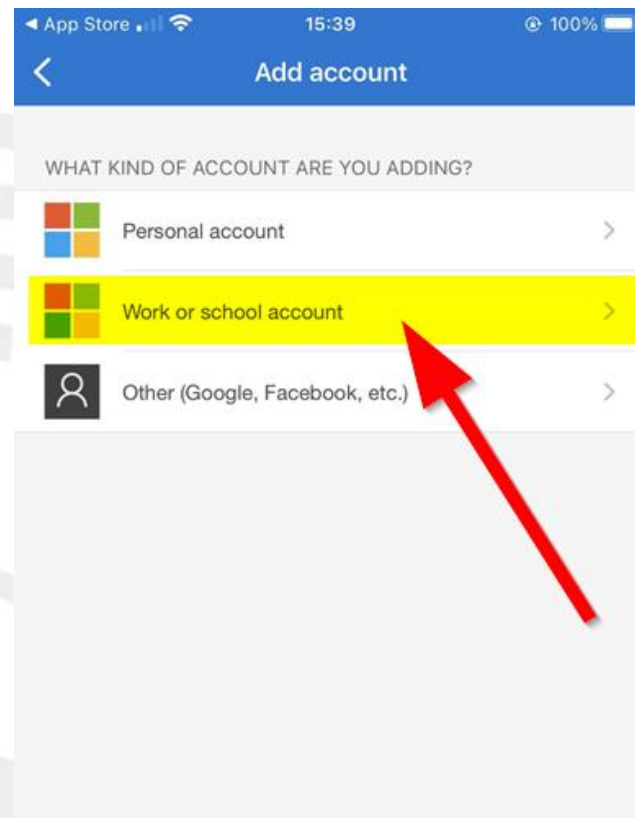 App Store 15:39 100%
Add account
WHAT KIND OF ACCOUNT ARE YOU ADDING?
Personal account
Work or school account
Other (Google, Facebook, etc.)